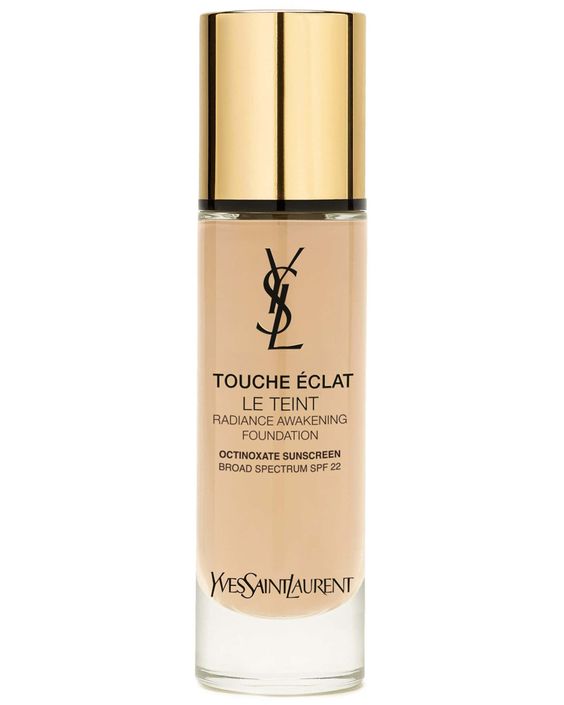 YSL
TOUCHE ÉCLAT
LE TEINT
RADIANCE AWAKENING
FOUNDATION
OCTINOXATE SUNSCREEN
BROAD SPECTRUM SPF 22
YVESSAINTLAURENT